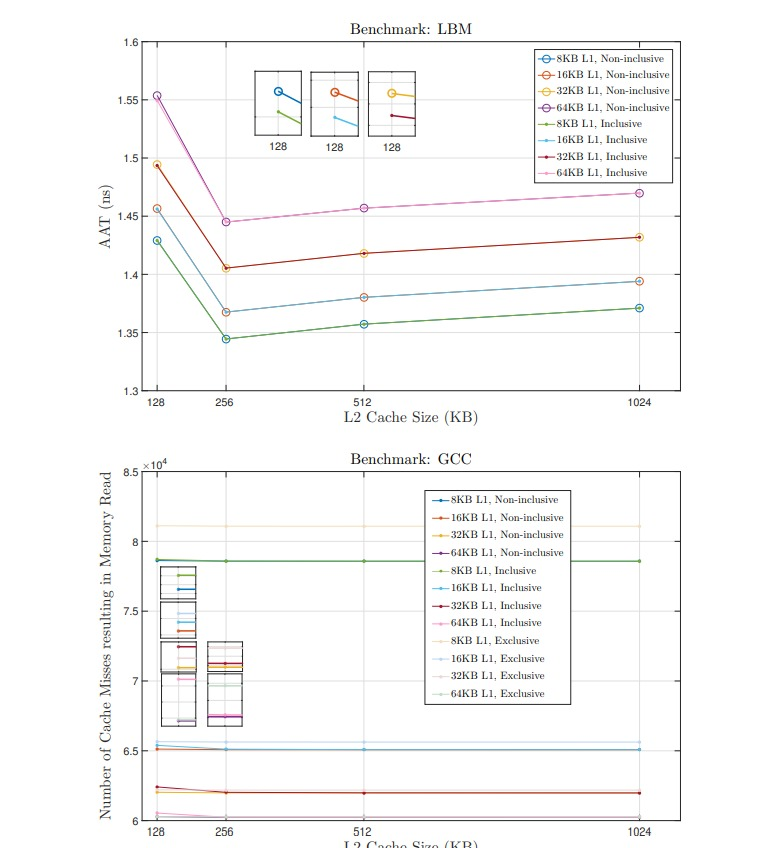 Benchmark: LBM
1.6
1.55
1.5
1.45
1.4
1.35
1.3
AAT (ns)
128
128
128
8KB L1, Non-inclusive
16KB L1, Non-inclusive
32KB L1, Non-inclusive
64KB L1, Non-inclusive
8KB L1, Inclusive
16KB L1, Inclusive
32KB L1, Inclusive
64KB L1, Inclusive
128 256 512 1024
L2 Cache Size (KB)
Benchmark: GCC
×10⁴
8.5
8
7.5
7
6.5
6
Number of Cache Misses resulting in Memory Read
8KB L1, Non-inclusive
16KB L1, Non-inclusive
32KB L1, Non-inclusive
64KB L1, Non-inclusive
8KB L1, Inclusive
16KB L1, Inclusive
32KB L1, Inclusive
64KB L1, Inclusive
8KB L1, Exclusive
16KB L1, Exclusive
32KB L1, Exclusive
64KB L1, Exclusive
128 256 512 1024
L2 Cache Size (KB)